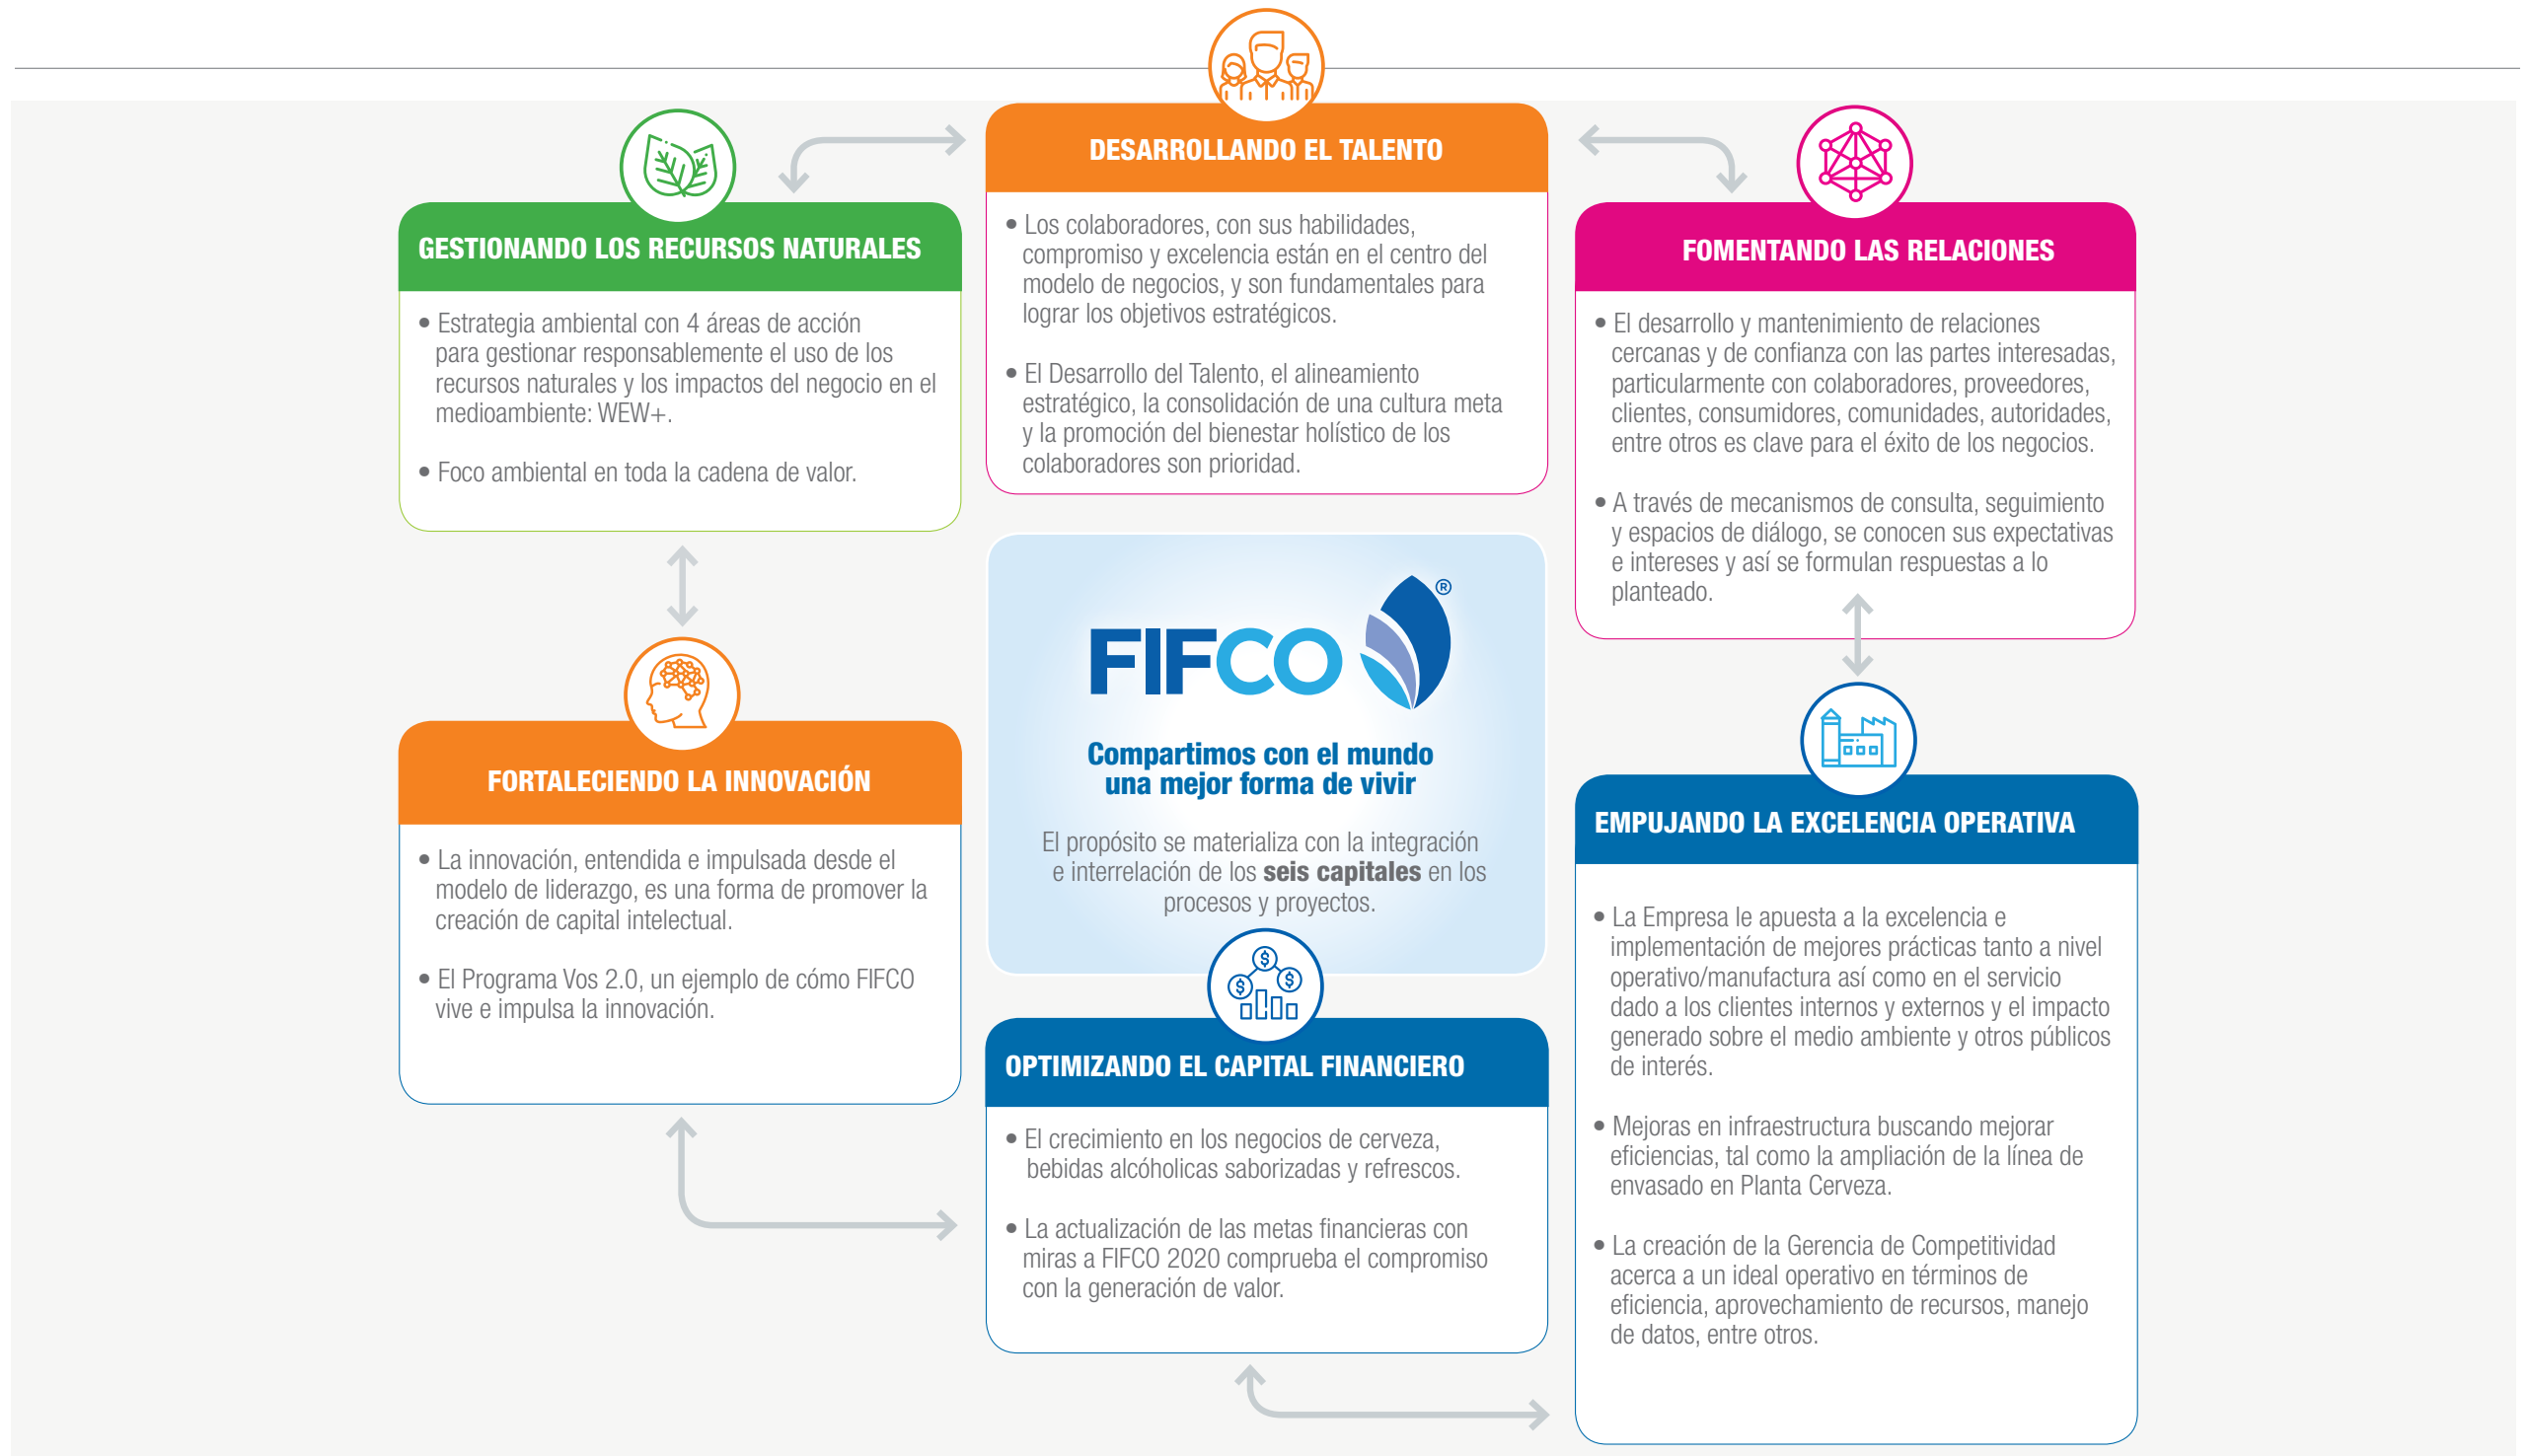 DESARROLLANDO EL TALENTO
• Los colaboradores, con sus habilidades,
compromiso y excelencia están en el centro del
modelo de negocios, y son fundamentales para
lograr los objetivos estratégicos.
• El Desarrollo del Talento, el alineamiento
estratégico, la consolidación de una cultura meta
y la promoción del bienestar holístico de los
colaboradores son prioridad.
GESTIONANDO LOS RECURSOS NATURALES
• Estrategia ambiental con 4 áreas de acción
para gestionar responsablemente el uso de los
recursos naturales y los impactos del negocio en el
medioambiente: WEW+.
• Foco ambiental en toda la cadena de valor.
FOMENTANDO LAS RELACIONES
• El desarrollo y mantenimiento de relaciones
cercanas y de confianza con las partes interesadas,
particularmente con colaboradores, proveedores,
clientes, consumidores, comunidades, autoridades,
entre otros es clave para el éxito de los negocios.
• A través de mecanismos de consulta, seguimiento
y espacios de diálogo, se conocen sus expectativas
e intereses y así se formulan respuestas a lo
planteado.
FIFCO ®
Compartimos con el mundo
una mejor forma de vivir
El propósito se materializa con la integración
e interrelación de los seis capitales en los
procesos y proyectos.
FORTALECIENDO LA INNOVACIÓN
• La innovación, entendida e impulsada desde el
modelo de liderazgo, es una forma de promover la
creación de capital intelectual.
• El Programa Vos 2.0, un ejemplo de cómo FIFCO
vive e impulsa la innovación.
EMPUJANDO LA EXCELENCIA OPERATIVA
• La Empresa le apuesta a la excelencia e
implementación de mejores prácticas tanto a nivel
operativo/manufactura así como en el servicio
dado a los clientes internos y externos y el impacto
generado sobre el medio ambiente y otros públicos
de interés.
• Mejoras en infraestructura buscando mejorar
eficiencias, tal como la ampliación de la línea de
envasado en Planta Cerveza.
• La creación de la Gerencia de Competitividad
acerca a un ideal operativo en términos de
eficiencia, aprovechamiento de recursos, manejo
de datos, entre otros.
OPTIMIZANDO EL CAPITAL FINANCIERO
• El crecimiento en los negocios de cerveza,
bebidas alcóholicas saborizadas y refrescos.
• La actualización de las metas financieras con
miras a FIFCO 2020 comprueba el compromiso
con la generación de valor.